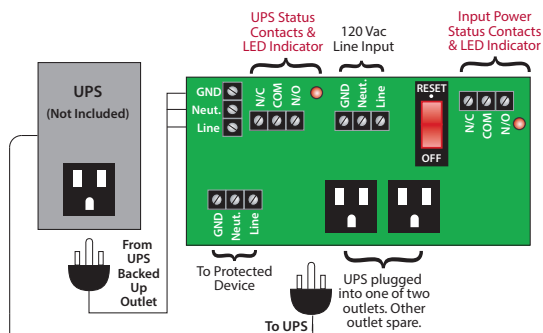 UPS Status
Contacts &
LED Indicator
120 Vac
Line Input
Input Power
Status Contacts
& LED Indicator
UPS
(Not Included)
GND
Neut.
Line
N/C
COM
N/O
GND
Neut.
Line
RESET
OFF
N/C
COM
N/O
GND
Neut.
Line
From
UPS
Backed
Up
Outlet
To Protected
Device
UPS plugged
into one of two
outlets. Other
outlet spare.
To UPS